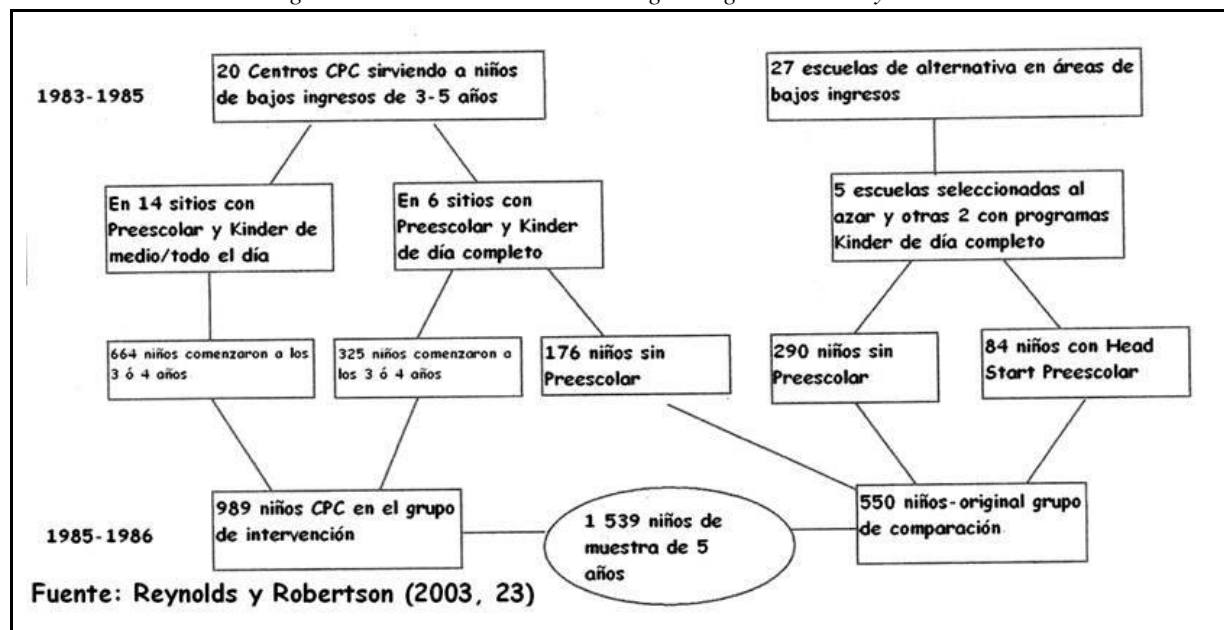 1983-1985
20 Centros CPC sirviendo a niños
de bajos ingresos de 3-5 años
27 escuelas de alternativa en áreas de
bajos ingresos
En 14 sitios con
Preescolar y Kinder de
medio/todo el día
En 6 sitios con
Preescolar y Kinder
de día completo
5 escuelas seleccionadas al
azar y otras 2 con programas
Kinder de día completo
664 niños comenzaron a los
3 ó 4 años
325 niños comenzaron a
los 3 ó 4 años
176 niños sin
Preescolar
290 niños sin
Preescolar
84 niños con Head
Start Preescolar
1985-1986
989 niños CPC en el grupo
de intervención
1 539 niños de
muestra de 5
años
550 niños-original grupo
de comparación
Fuente: Reynolds y Robertson (2003, 23)